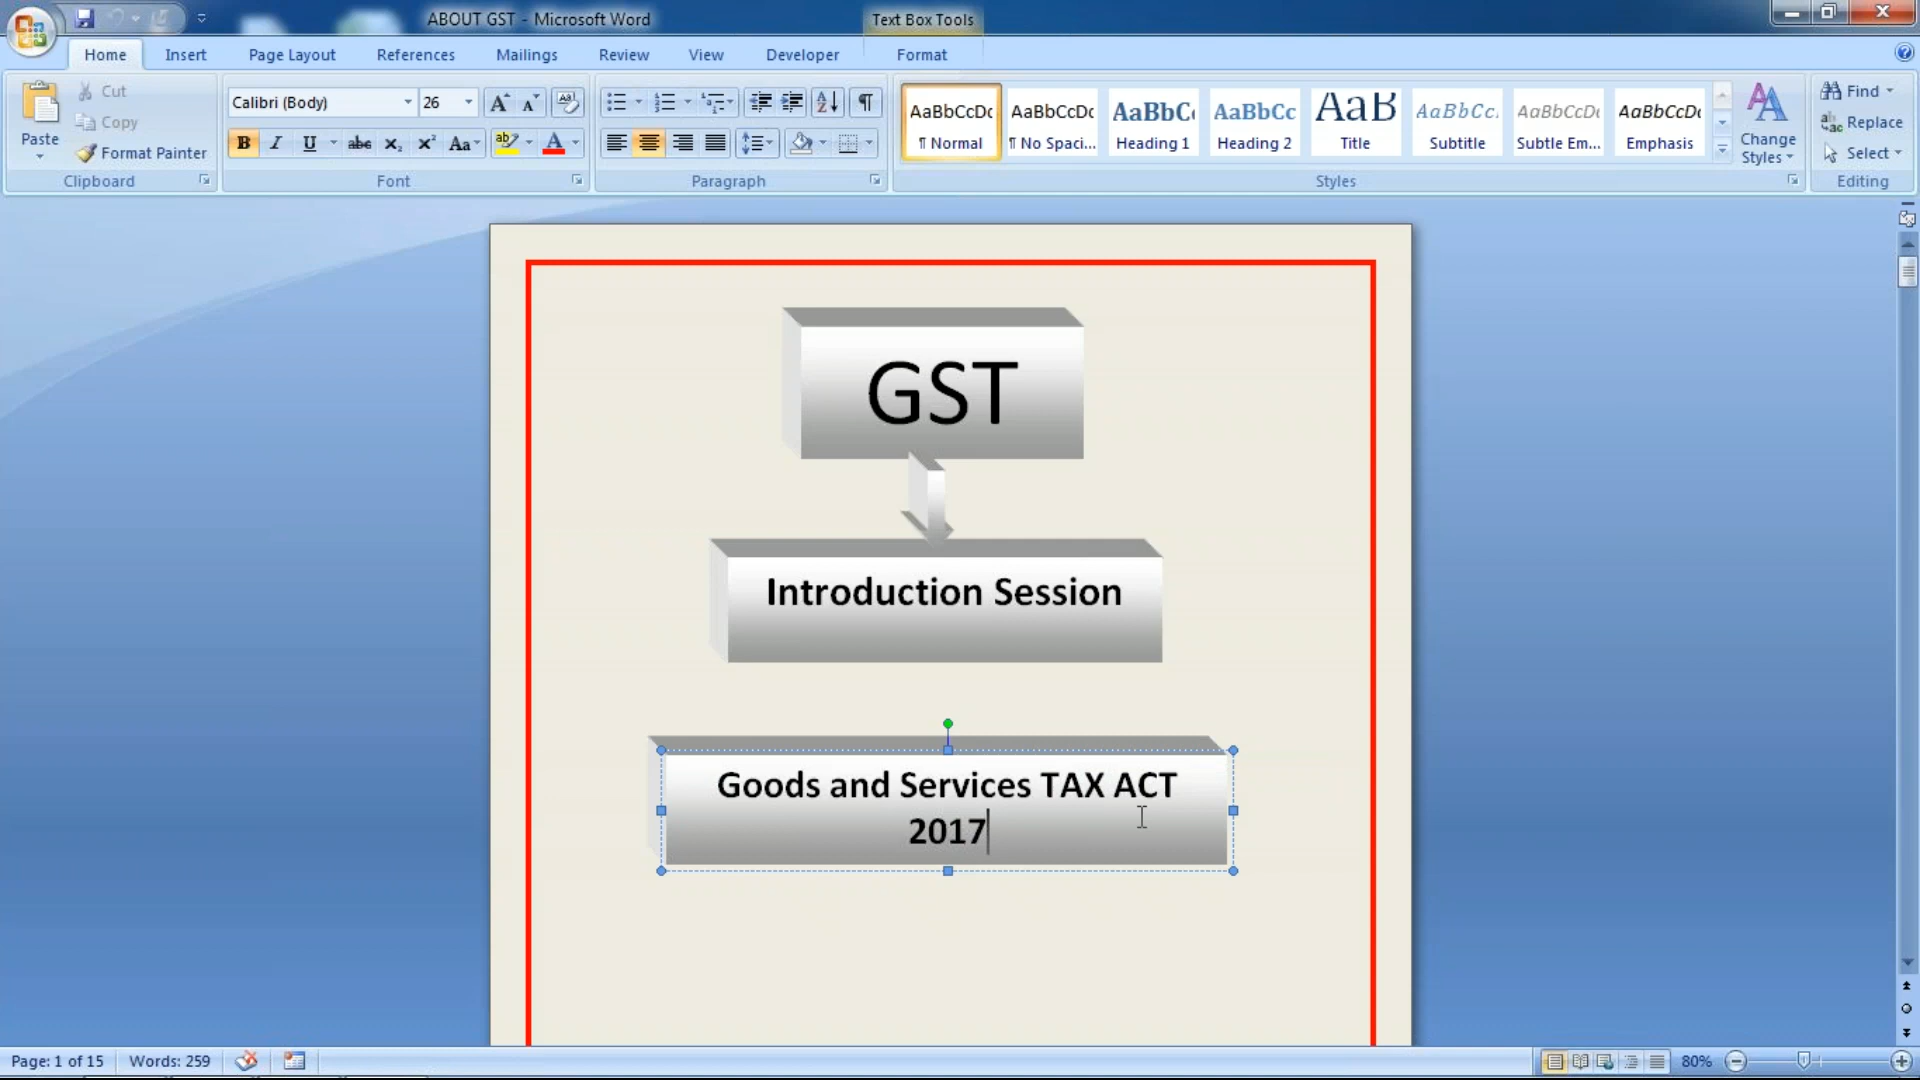 ABOUT GST - Microsoft Word
Text Box Tools
Home Insert Page Layout References Mailings Review View Developer Format
Paste
Cut
Copy
Format Painter
Clipboard
Calibri (Body) 26
Font
Paragraph
AaBbCcDc AaBbCcDc AaBbC AaBbCc AaB AaBbCc. AaBbCcDc AaBbCcDc
¶ Normal ¶ No Spaci... Heading 1 Heading 2 Title Subtitle Subtle Em... Emphasis
Change
Styles
Styles
Find
Replace
Select
Editing
GST
Introduction Session
Goods and Services TAX ACT
2017
Page: 1 of 15 Words: 259 80%